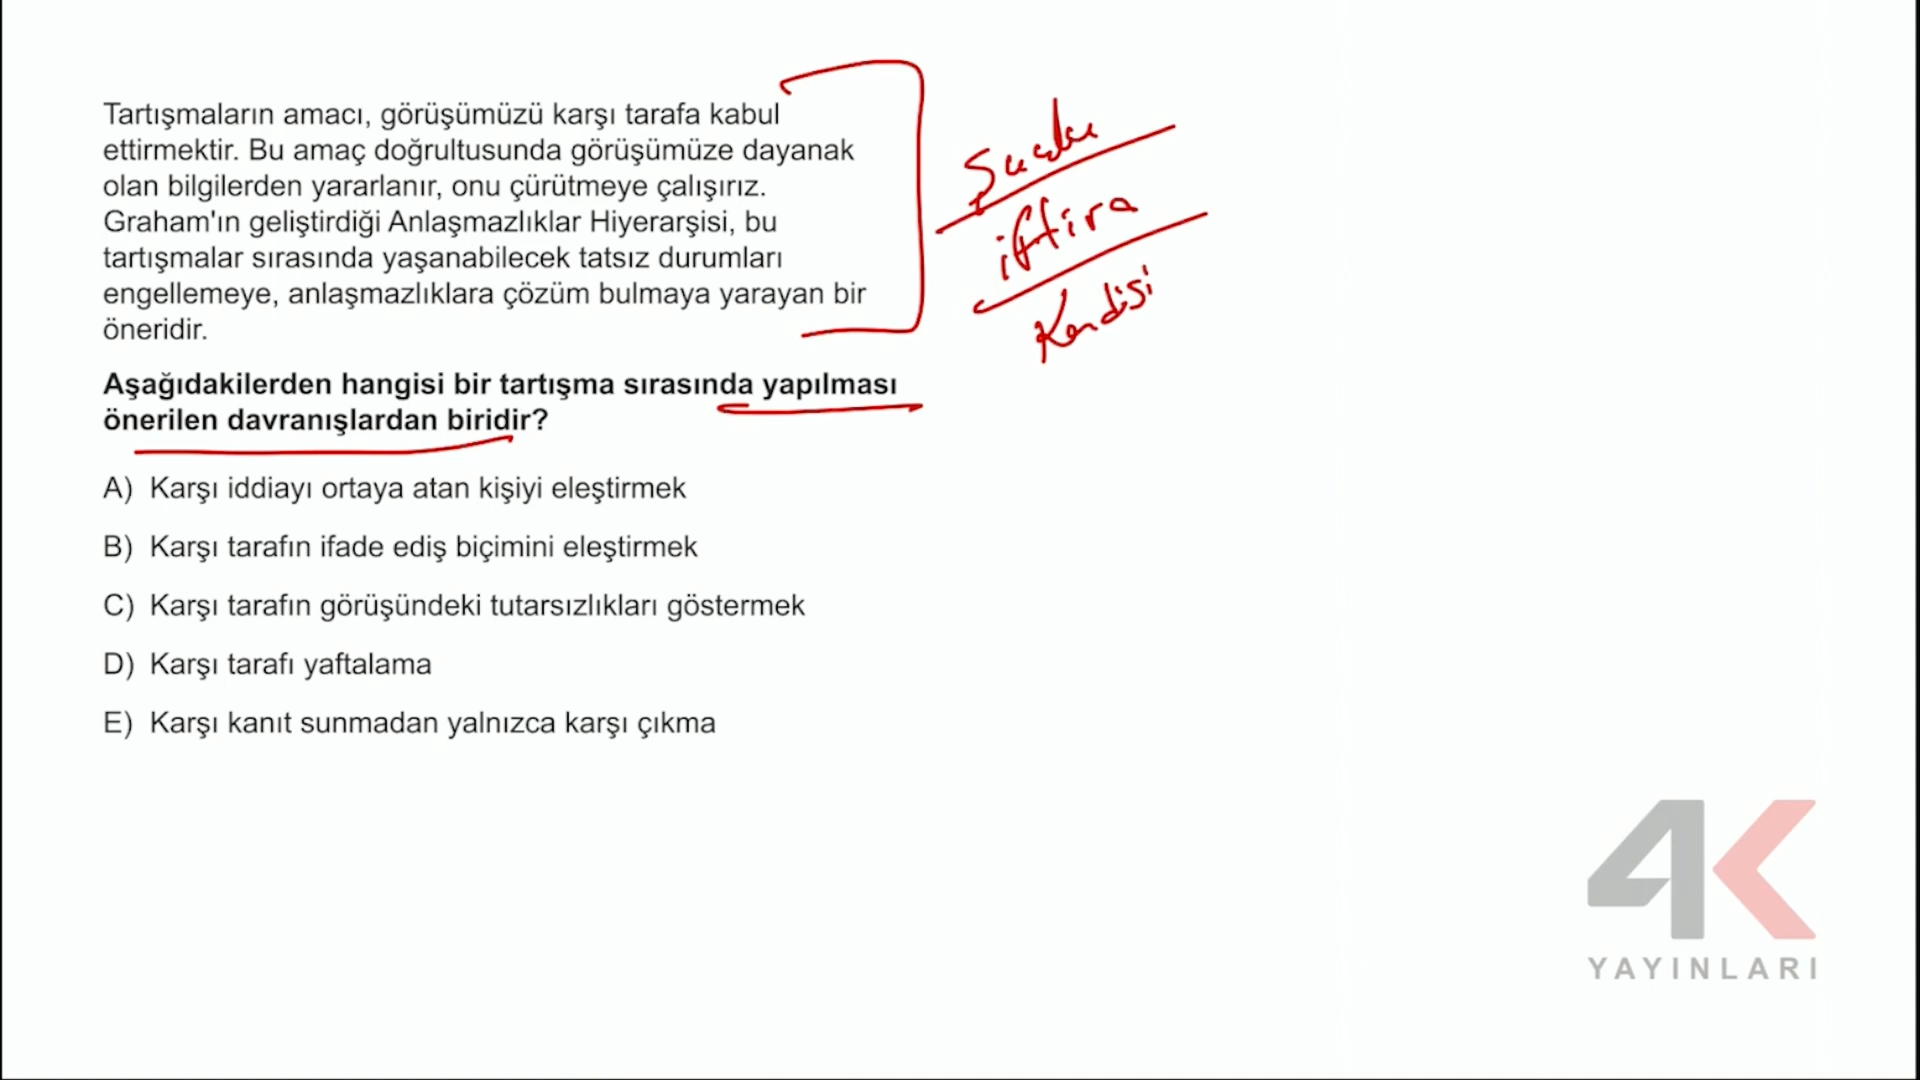 Tartışmaların amacı, görüşümüzü karşı tarafa kabul
ettirmektir. Bu amaç doğrultusunda görüşümüze dayanak
olan bilgilerden yararlanır, onu çürütmeye çalışırız.
Graham'ın geliştirdiği Anlaşmazlıklar Hiyerarşisi, bu
tartışmalar sırasında yaşanabilecek tatsız durumları
engellemeye, anlaşmazlıklara çözüm bulmaya yarayan bir
öneridir.
iftira
Kendisi
Aşağıdakilerden hangisi bir tartışma sırasında yapılması
önerilen davranışlardan biridir?
A) Karşı iddiayı ortaya atan kişiyi eleştirmek
B) Karşı tarafın ifade ediş biçimini eleştirmek
C) Karşı tarafın görüşündeki tutarsızlıkları göstermek
D) Karşı tarafı yaftalama
E) Karşı kanıt sunmadan yalnızca karşı çıkma
4K
YAYINLARI